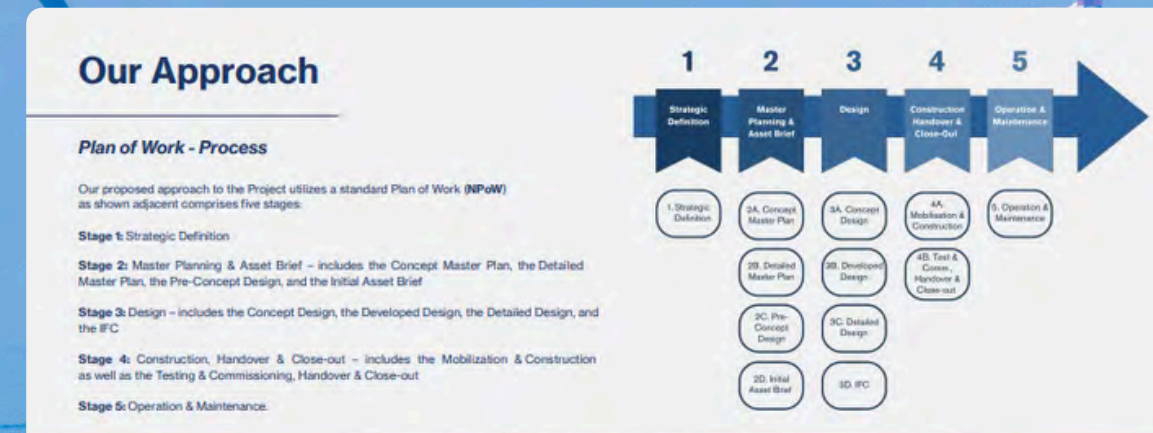 Our Approach
Plan of Work - Process
Our proposed approach to the Project utilizes a standard Plan of Work (NPoW)
as shown adjacent comprises five stages:
Stage 1: Strategic Definition
Stage 2: Master Planning & Asset Brief – includes the Concept Master Plan, the Detailed
Master Plan, the Pre-Concept Design, and the Initial Asset Brief
Stage 3: Design – includes the Concept Design, the Developed Design, the Detailed Design, and
the IFC
Stage 4: Construction, Handover & Close-out – includes the Mobilization & Construction
as well as the Testing & Commissioning, Handover & Close-out
Stage 5: Operation & Maintenance.
1
2
3
4
5
Strategic
Definition
Master
Planning &
Asset Brief
Design
Construction
Handover &
Close-Out
Operation &
Maintenance
1. Strategic
Definition
2A. Concept
Master Plan
2B. Detailed
Master Plan
2C. Pre-
Concept
Design
2D. Initial
Asset Brief
3A. Concept
Design
3B. Developed
Design
3C. Detailed
Design
3D. IFC
4A.
Mobilisation &
Construction
4B. Test &
Comm.,
Handover &
Close-out
5. Operation &
Maintenance